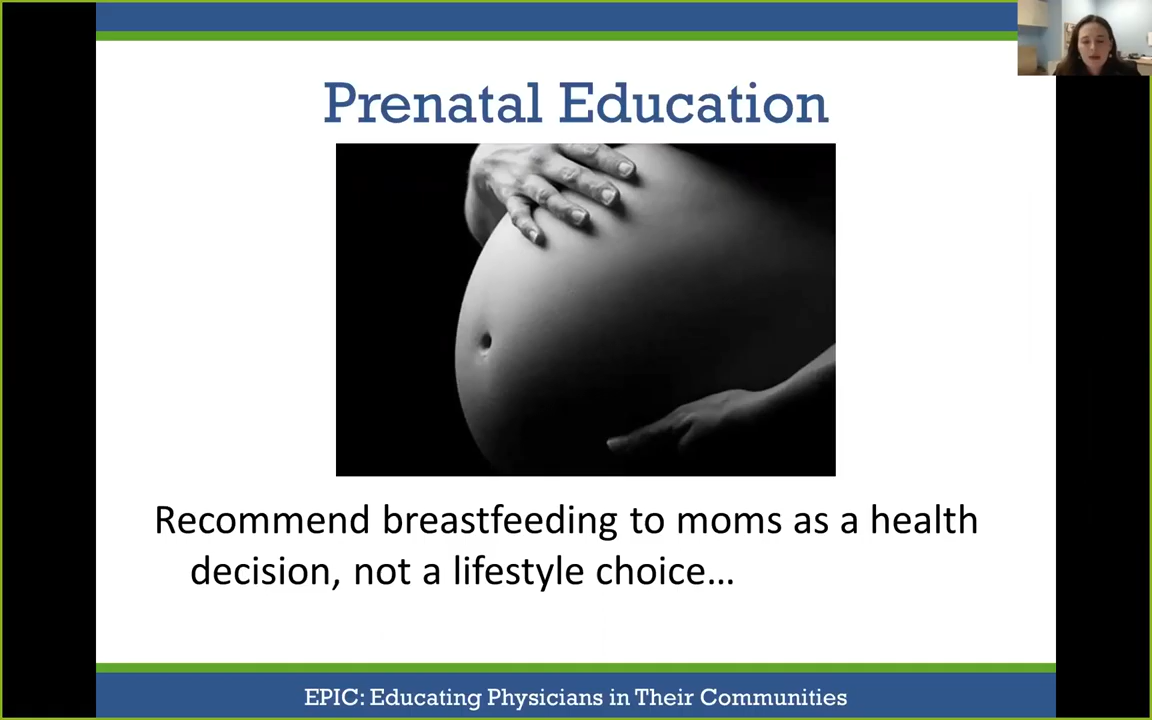 Prenatal Education
Recommend breastfeeding to moms as a health
decision, not a lifestyle choice…
EPIC: Educating Physicians in Their Communities